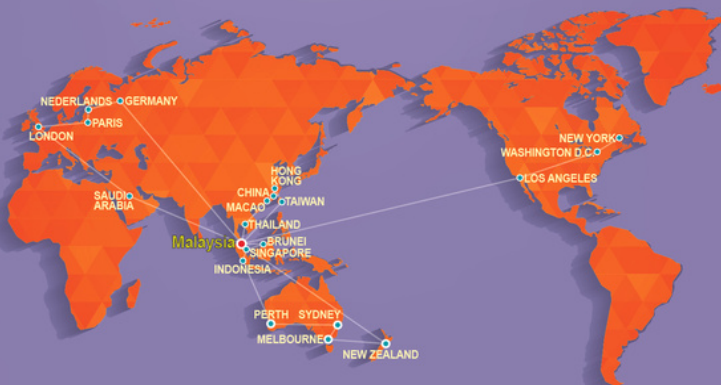 NEDERLANDS
GERMANY
PARIS
LONDON
NEW YORK
WASHINGTON D.C
LOS ANGELES
HONG
KONG
CHINA
SAUDI
ARABIA
MACAO
TAIWAN
THAILAND
Malaysia
BRUNEI
SINGAPORE
INDONESIA
PERTH
SYDNEY
MELBOURNE
NEW ZEALAND